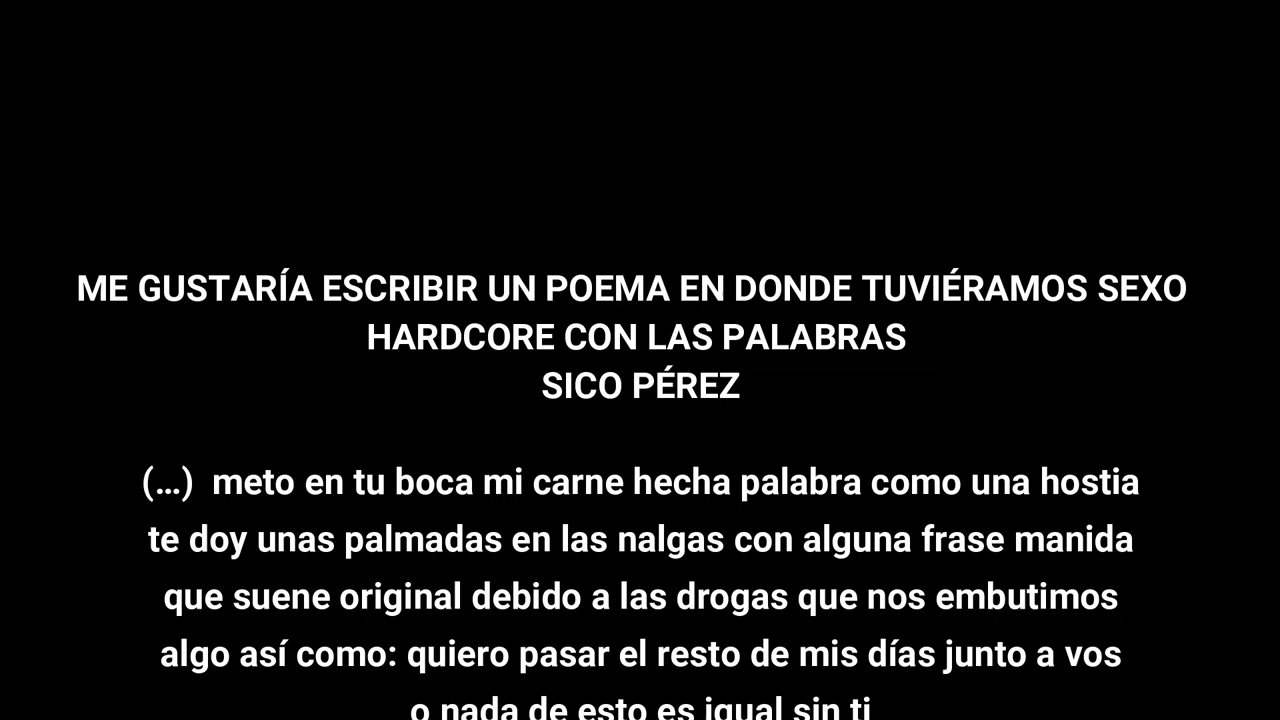 ME GUSTARÍA ESCRIBIR UN POEMA EN DONDE TUVIÉRAMOS SEXO
HARDCORE CON LAS PALABRAS
SICO PÉREZ
(...) meto en tu boca mi carne hecha palabra como una hostia
te doy unas palmadas en las nalgas con alguna frase manida
que suene original debido a las drogas que nos embutimos
algo así como: quiero pasar el resto de mis días junto a vos
o nada de esto es igual sin ti